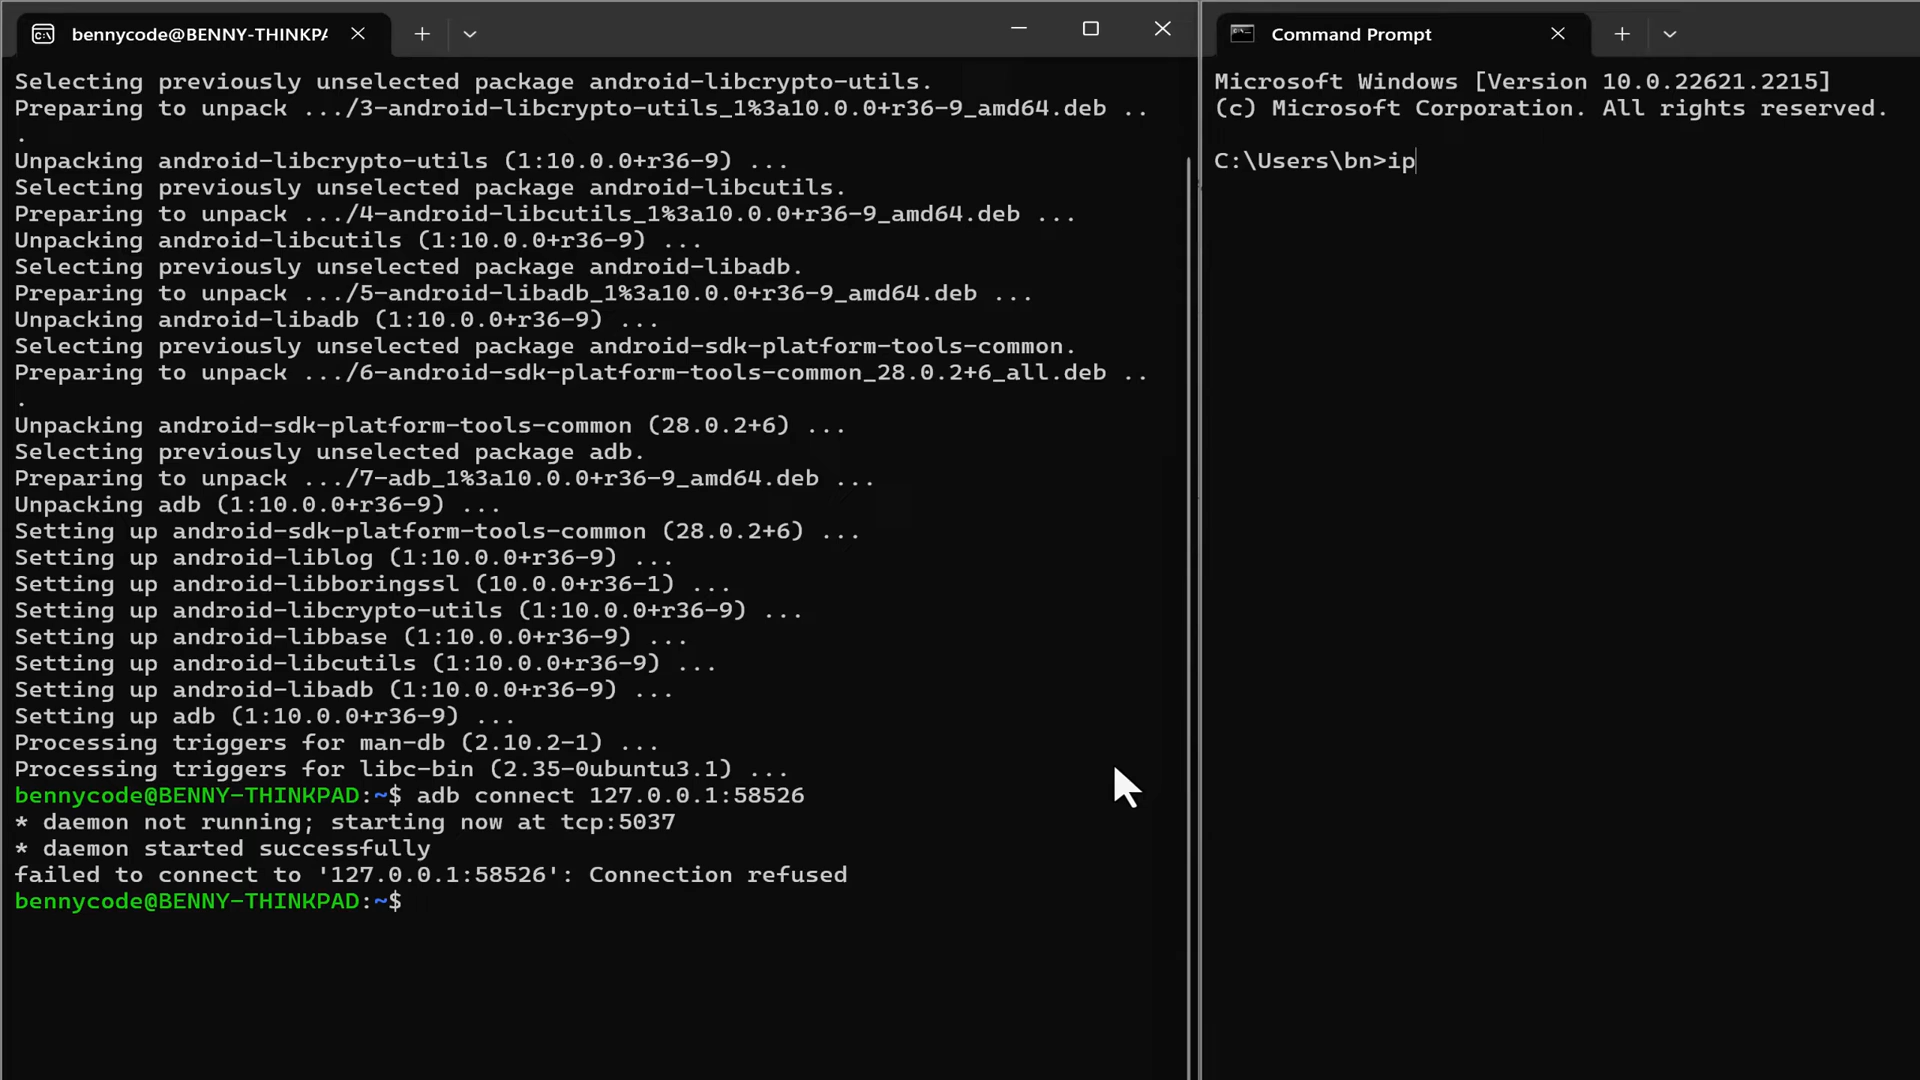 bennycode@BENNY-THINKPA
Selecting previously unselected package android-libcrypto-utils.
Preparing to unpack .../3-android-libcrypto-utils_1%3a10.0.0+r36-9_amd64.deb ..
.
Unpacking android-libcrypto-utils (1:10.0.0+r36-9) ...
Selecting previously unselected package android-libcutils.
Preparing to unpack .../4-android-libcutils_1%3a10.0.0+r36-9_amd64.deb ...
Unpacking android-libcutils (1:10.0.0+r36-9) ...
Selecting previously unselected package android-libadb.
Preparing to unpack .../5-android-libadb_1%3a10.0.0+r36-9_amd64.deb ...
Unpacking android-libadb (1:10.0.0+r36-9) ...
Selecting previously unselected package android-sdk-platform-tools-common.
Preparing to unpack .../6-android-sdk-platform-tools-common_28.0.2+6_all.deb ..
.
Unpacking android-sdk-platform-tools-common (28.0.2+6) ...
Selecting previously unselected package adb.
Preparing to unpack .../7-adb_1%3a10.0.0+r36-9_amd64.deb ...
Unpacking adb (1:10.0.0+r36-9) ...
Setting up android-sdk-platform-tools-common (28.0.2+6) ...
Setting up android-liblog (1:10.0.0+r36-9) ...
Setting up android-libboringssl (10.0.0+r36-1) ...
Setting up android-libcrypto-utils (1:10.0.0+r36-9) ...
Setting up android-libbase (1:10.0.0+r36-9) ...
Setting up android-libcutils (1:10.0.0+r36-9) ...
Setting up android-libadb (1:10.0.0+r36-9) ...
Setting up adb (1:10.0.0+r36-9) ...
Processing triggers for man-db (2.10.2-1) ...
Processing triggers for libc-bin (2.35-0ubuntu3.1) ...
bennycode@BENNY-THINKPAD:~$ adb connect 127.0.0.1:58526
* daemon not running; starting now at tcp:5037
* daemon started successfully
failed to connect to '127.0.0.1:58526': Connection refused
bennycode@BENNY-THINKPAD:~$
Command Prompt
Microsoft Windows [Version 10.0.22621.2215]
(c) Microsoft Corporation. All rights reserved.
C:\Users\bn>ip